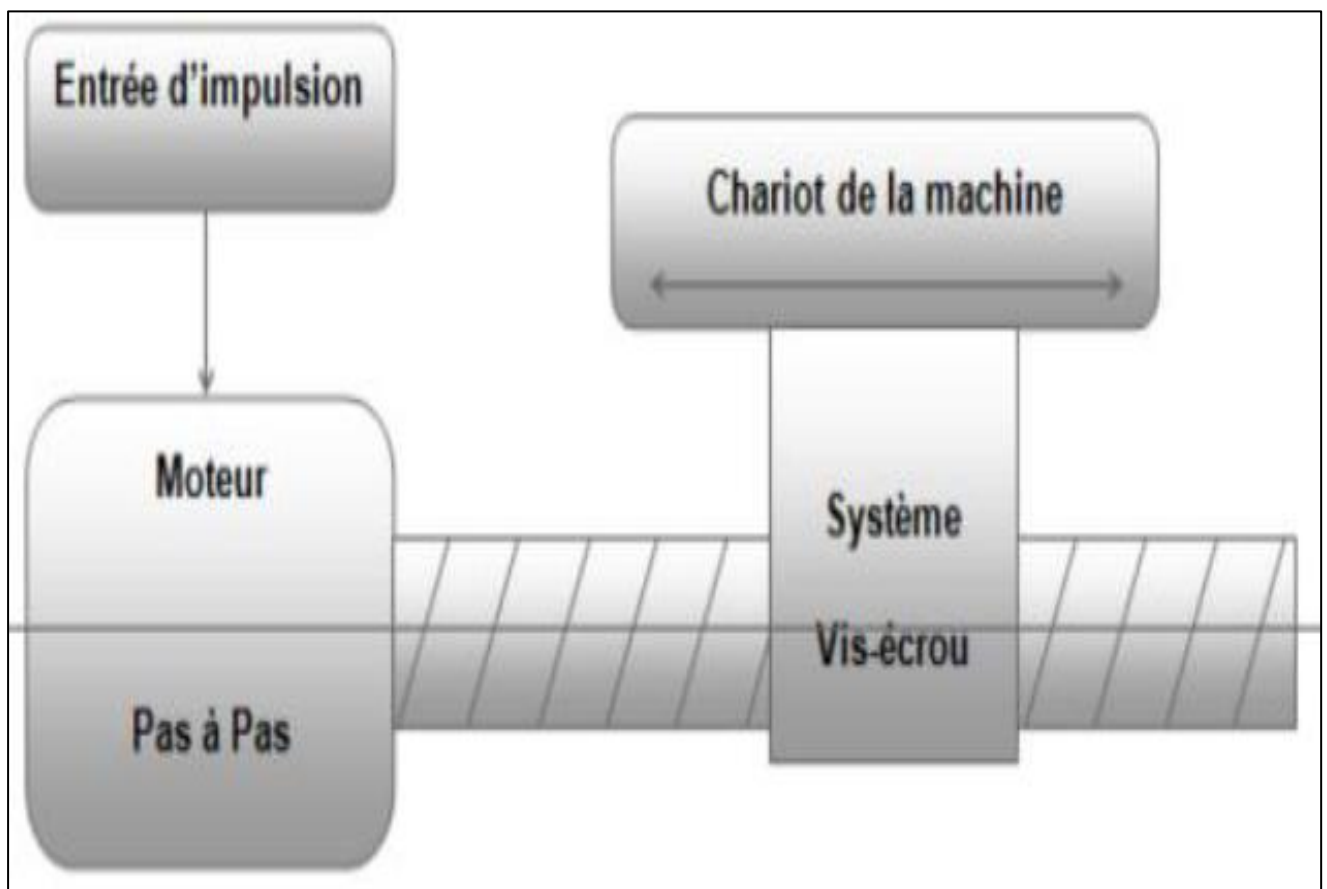 Entrée d'impulsion
Chariot de la machine
Moteur
Pas à Pas
Système
Vis-écrou